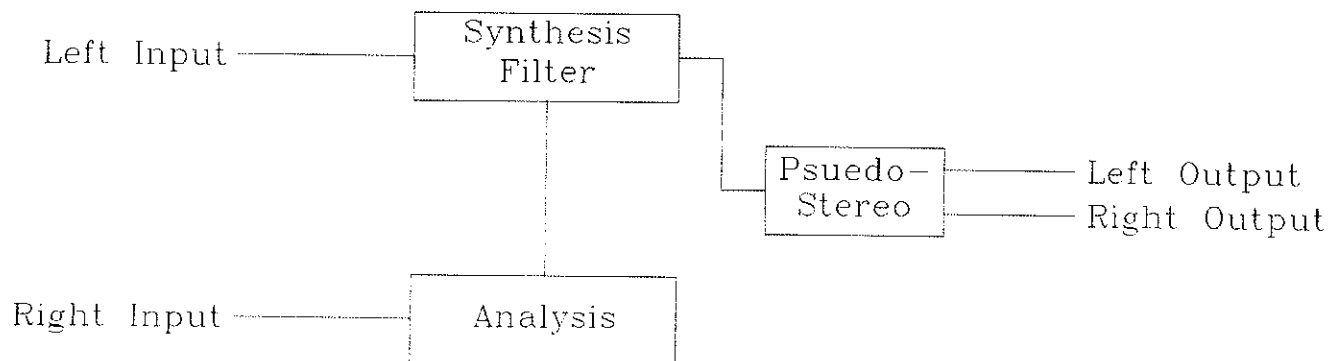 Left Input
Synthesis
Filter
Psuedo-
Stereo
Left Output
Right Output
Right Input
Analysis